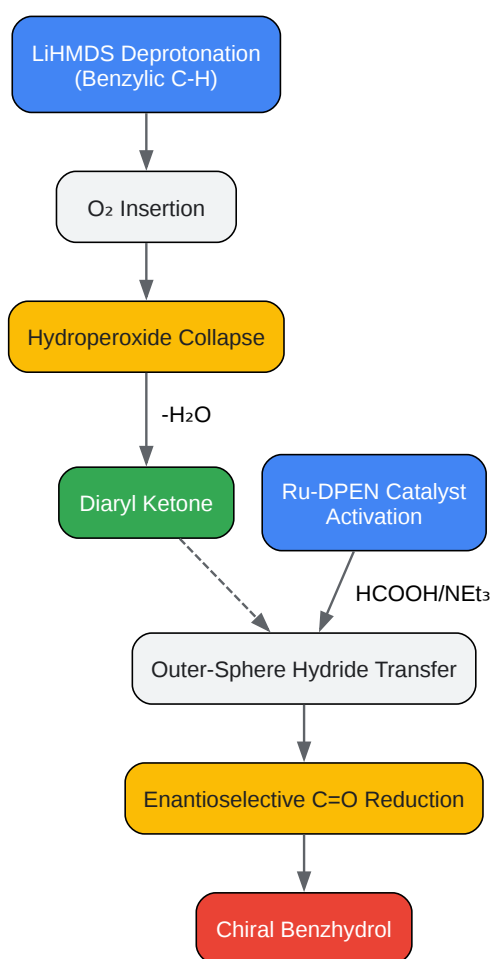 LiHMDS Deprotonation
(Benzylic C-H)
O₂ Insertion
Hydroperoxide Collapse
-H₂O
Diaryl Ketone
Ru-DPEN Catalyst
Activation
HCOOH/NEt₃
Outer-Sphere Hydride Transfer
Enantioselective C=O Reduction
Chiral Benzhydrol